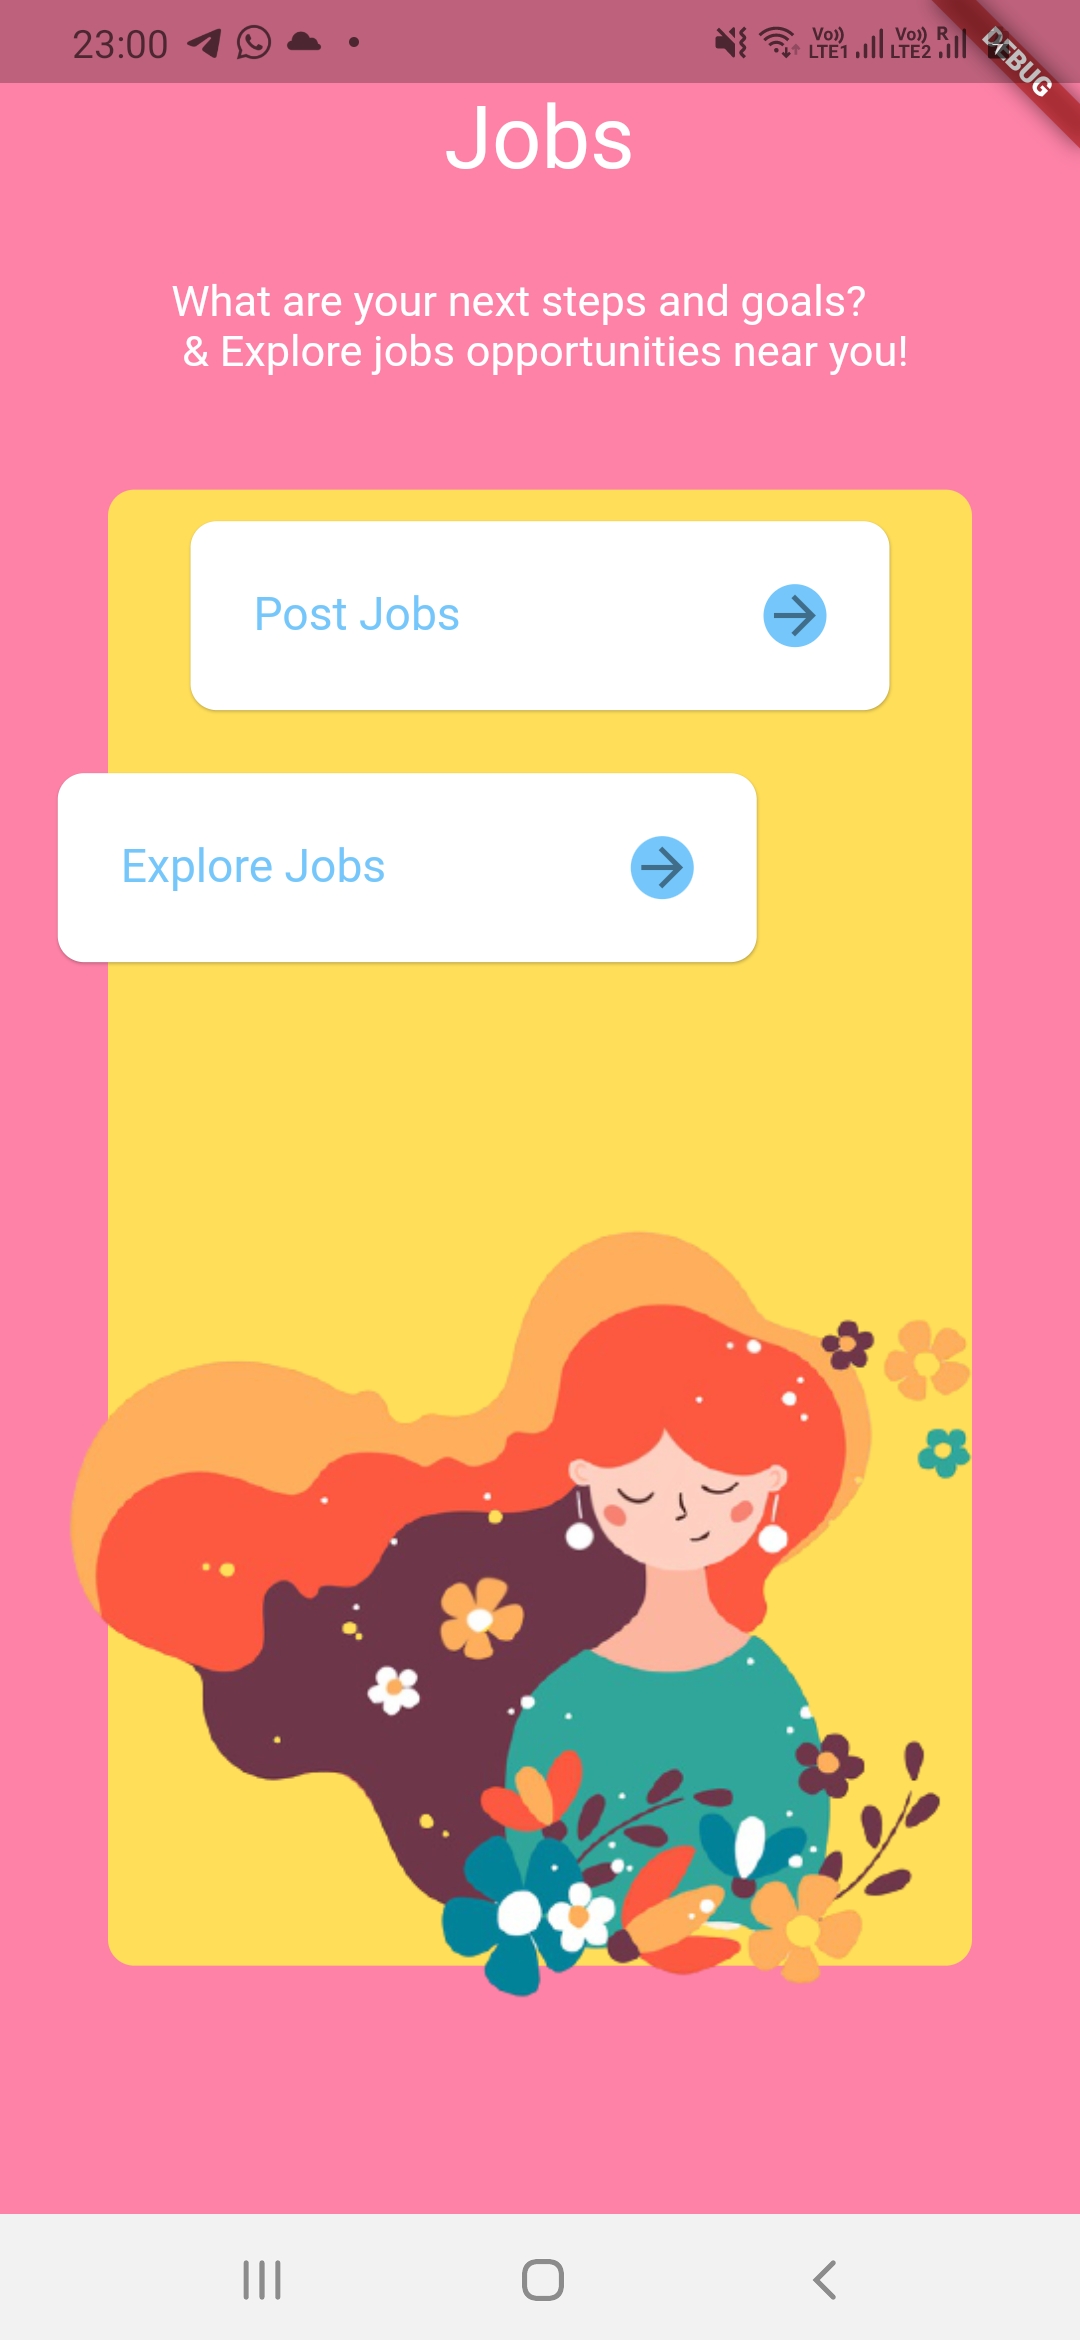 23:00
Vo)) LTE1 Vo)) LTE2 R
DEBUG
Jobs
What are your next steps and goals?
& Explore jobs opportunities near you!
Post Jobs
Explore Jobs